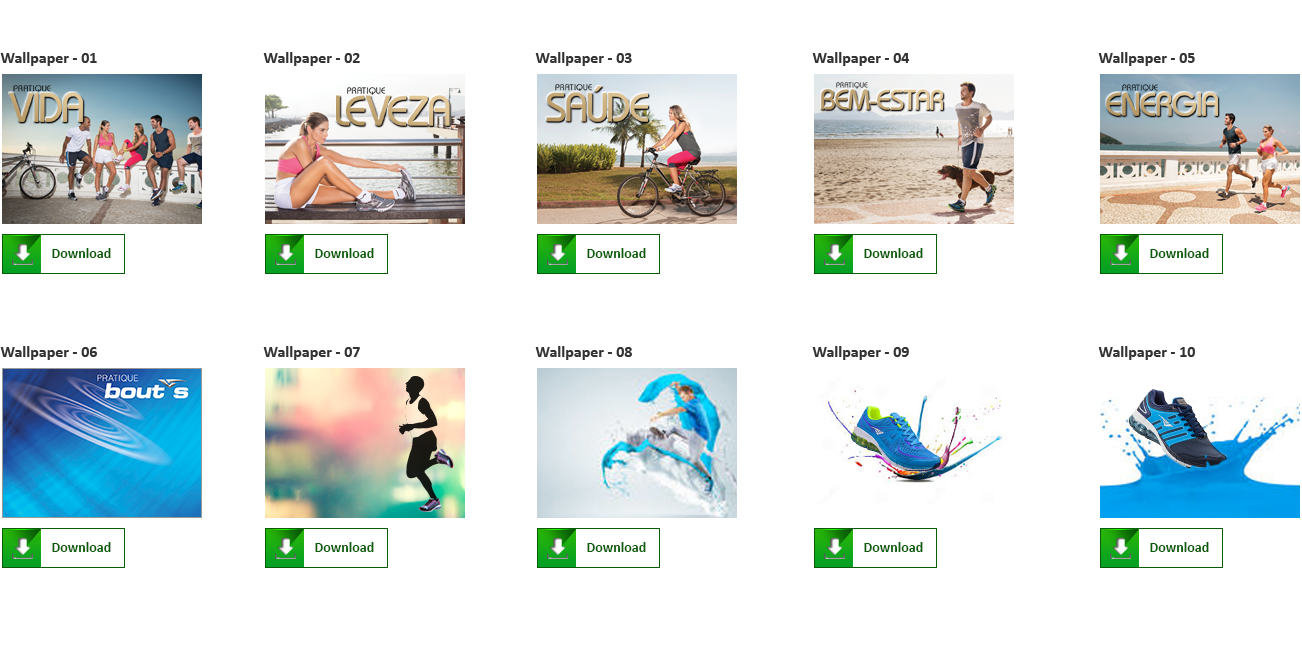 Wallpaper - 01
Wallpaper - 02
Wallpaper - 03
Wallpaper - 04
Wallpaper - 05
PRATIQUE
VIDA
PRATIQUE
LEVEZA
PRATIQUE
SAÚDE
PRATIQUE
BEM-ESTAR
PRATIQUE
ENERGIA
Download
Download
Download
Download
Download
Wallpaper - 06
Wallpaper - 07
Wallpaper - 08
Wallpaper - 09
Wallpaper - 10
PRATIQUE
bout's
Download
Download
Download
Download
Download